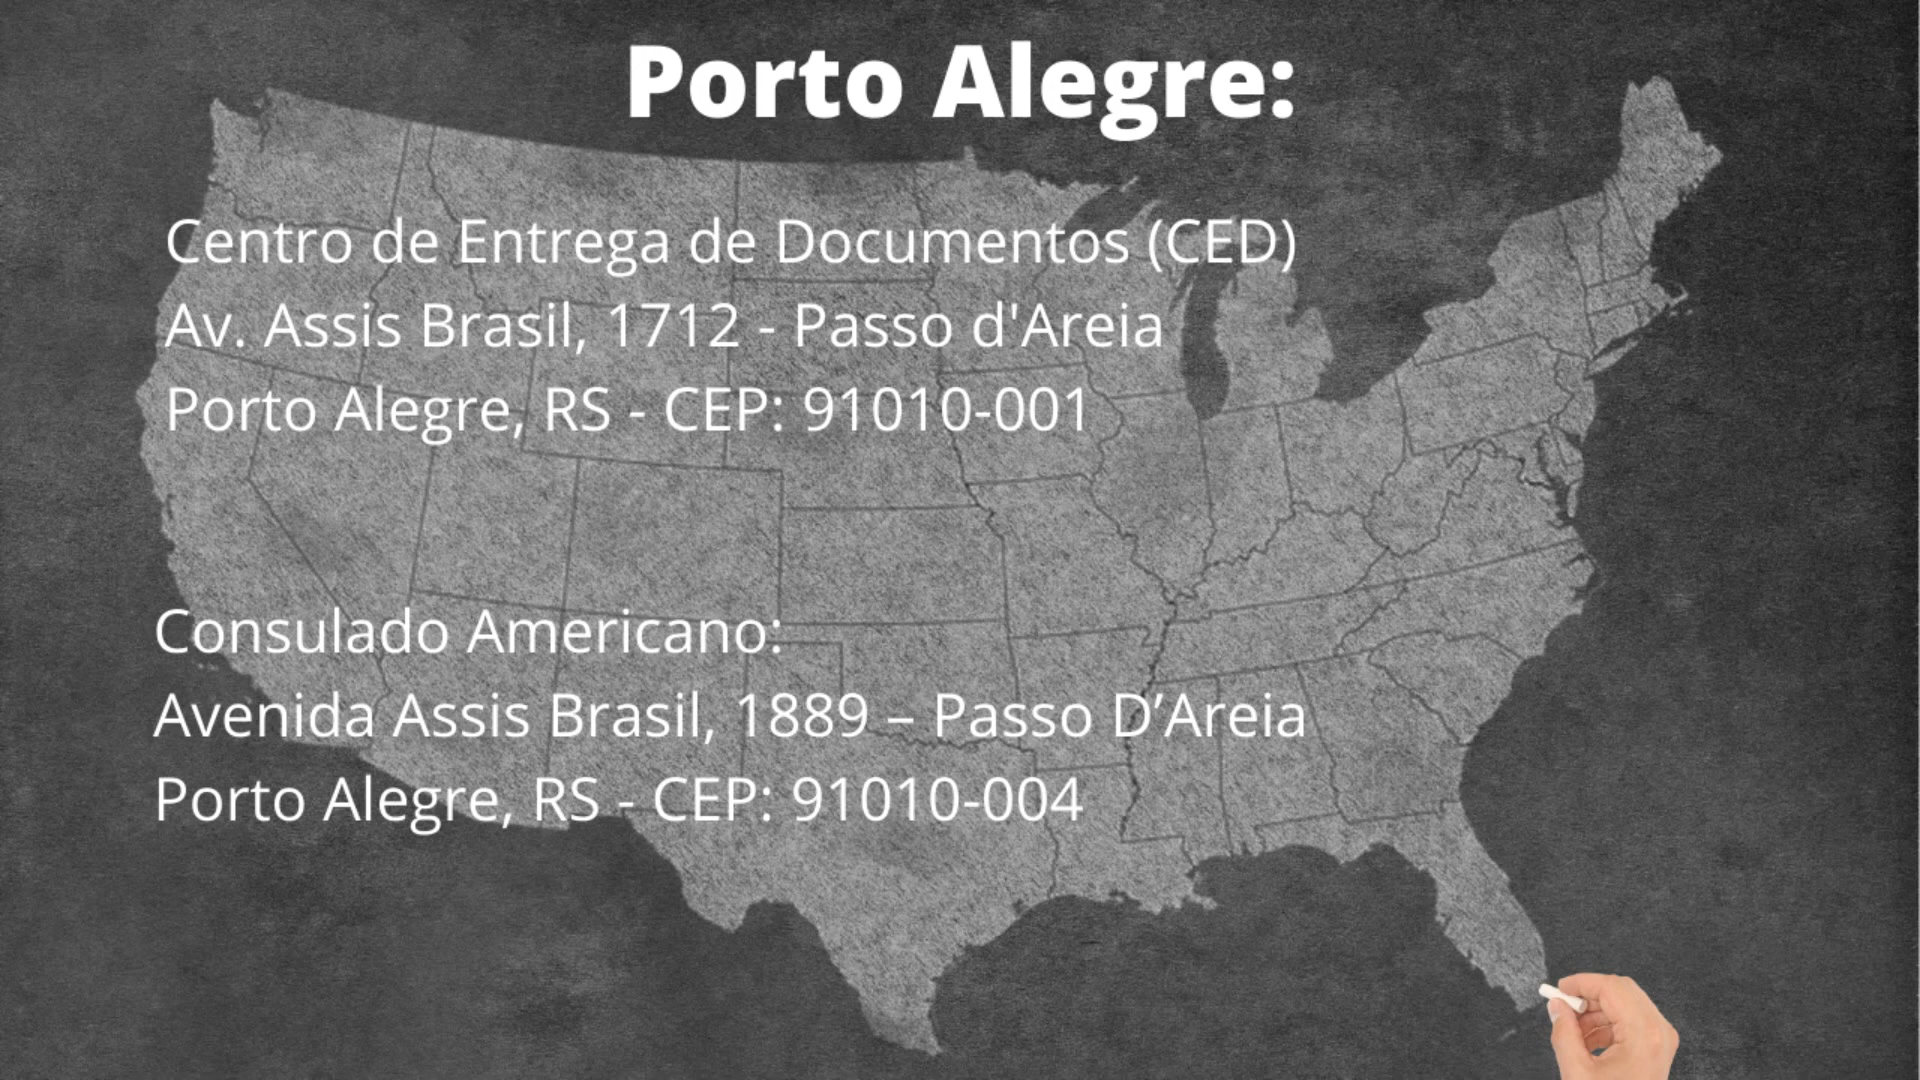 Porto Alegre:
Centro de Entrega de Documentos (CED)
Av. Assis Brasil, 1712 - Passo d'Areia
Porto Alegre, RS - CEP: 91010-001
Consulado Americano:
Avenida Assis Brasil, 1889 – Passo D’Areia
Porto Alegre, RS - CEP: 91010-004